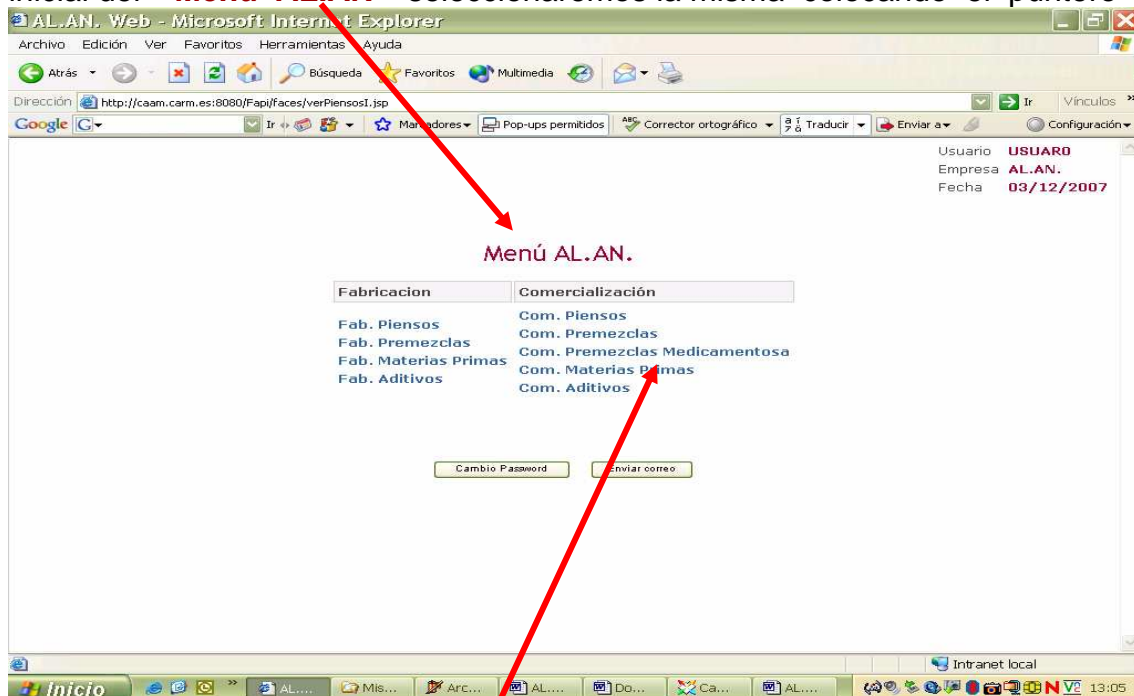 inicial del "Menú AL.AN" seleccionaremos la misma colocando el puntero
AL.AN. Web - Microsoft Internet Explorer
Archivo Edición Ver Favoritos Herramientas Ayuda
Atrás Búsqueda Favoritos Multimedia
Dirección http://caam.carm.es:8080/Fapi/faces/verPiensosI.jsp Ir Vínculos »
Google G Ir Marcadores Pop-ups permitidos ABC Corrector ortográfico Traducir Enviar a Configuración
Usuario USUAR0
Empresa AL.AN.
Fecha 03/12/2007
Menú AL.AN.
Fabricacion Comercialización
Fab. Piensos
Fab. Premezclas
Fab. Materias Primas
Fab. Aditivos
Com. Piensos
Com. Premezclas
Com. Premezclas Medicamentosa
Com. Materias Primas
Com. Aditivos
Cambio Password Enviar correo
Intranet local
Inicio » AL.... Mis... Arc... AL.... Do... Ca... AL.... 13:05